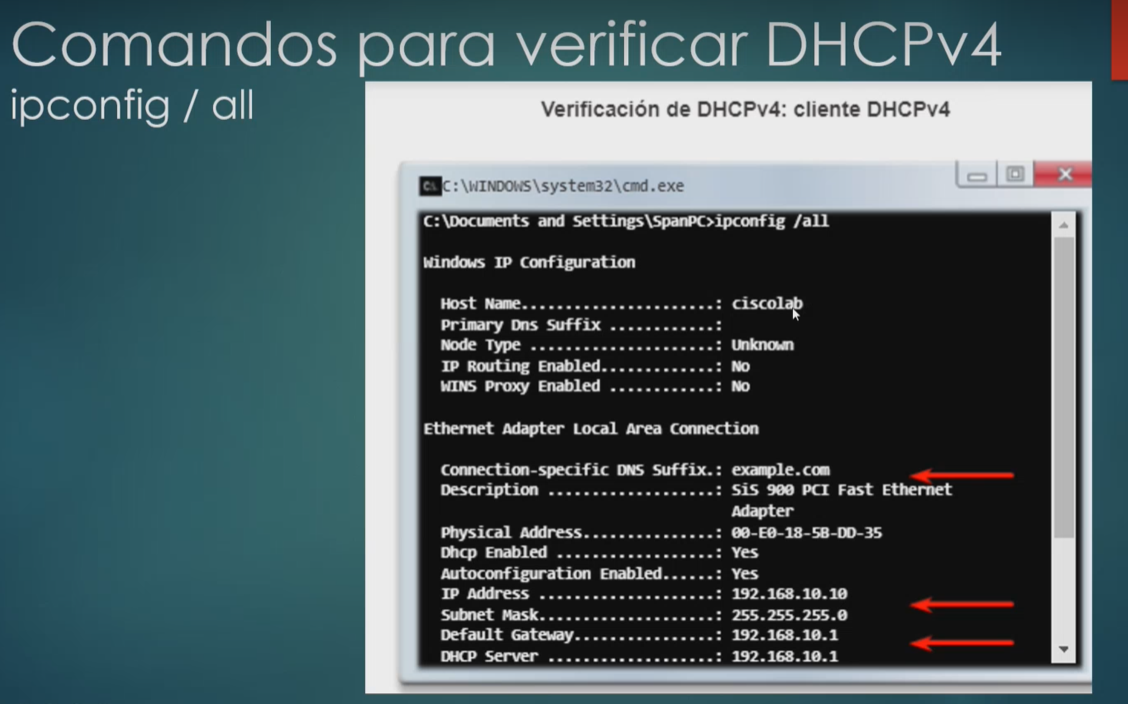 Comandos para verificar DHCPv4
ipconfig / all
Verificación de DHCPv4: cliente DHCPv4
C:\WINDOWS\system32\cmd.exe
C:\Documents and Settings\SpanPC>ipconfig /all
Windows IP Configuration
Host Name......................: ciscolab
Primary Dns Suffix ............:
Node Type .....................: Unknown
IP Routing Enabled.............: No
WINS Proxy Enabled ............: No
Ethernet Adapter Local Area Connection
Connection-specific DNS Suffix.: example.com
Description ...................: SiS 900 PCI Fast Ethernet
Adapter
Physical Address...............: 00-E0-18-5B-DD-35
Dhcp Enabled ..................: Yes
Autoconfiguration Enabled......: Yes
IP Address ....................: 192.168.10.10
Subnet Mask....................: 255.255.255.0
Default Gateway................: 192.168.10.1
DHCP Server ...................: 192.168.10.1